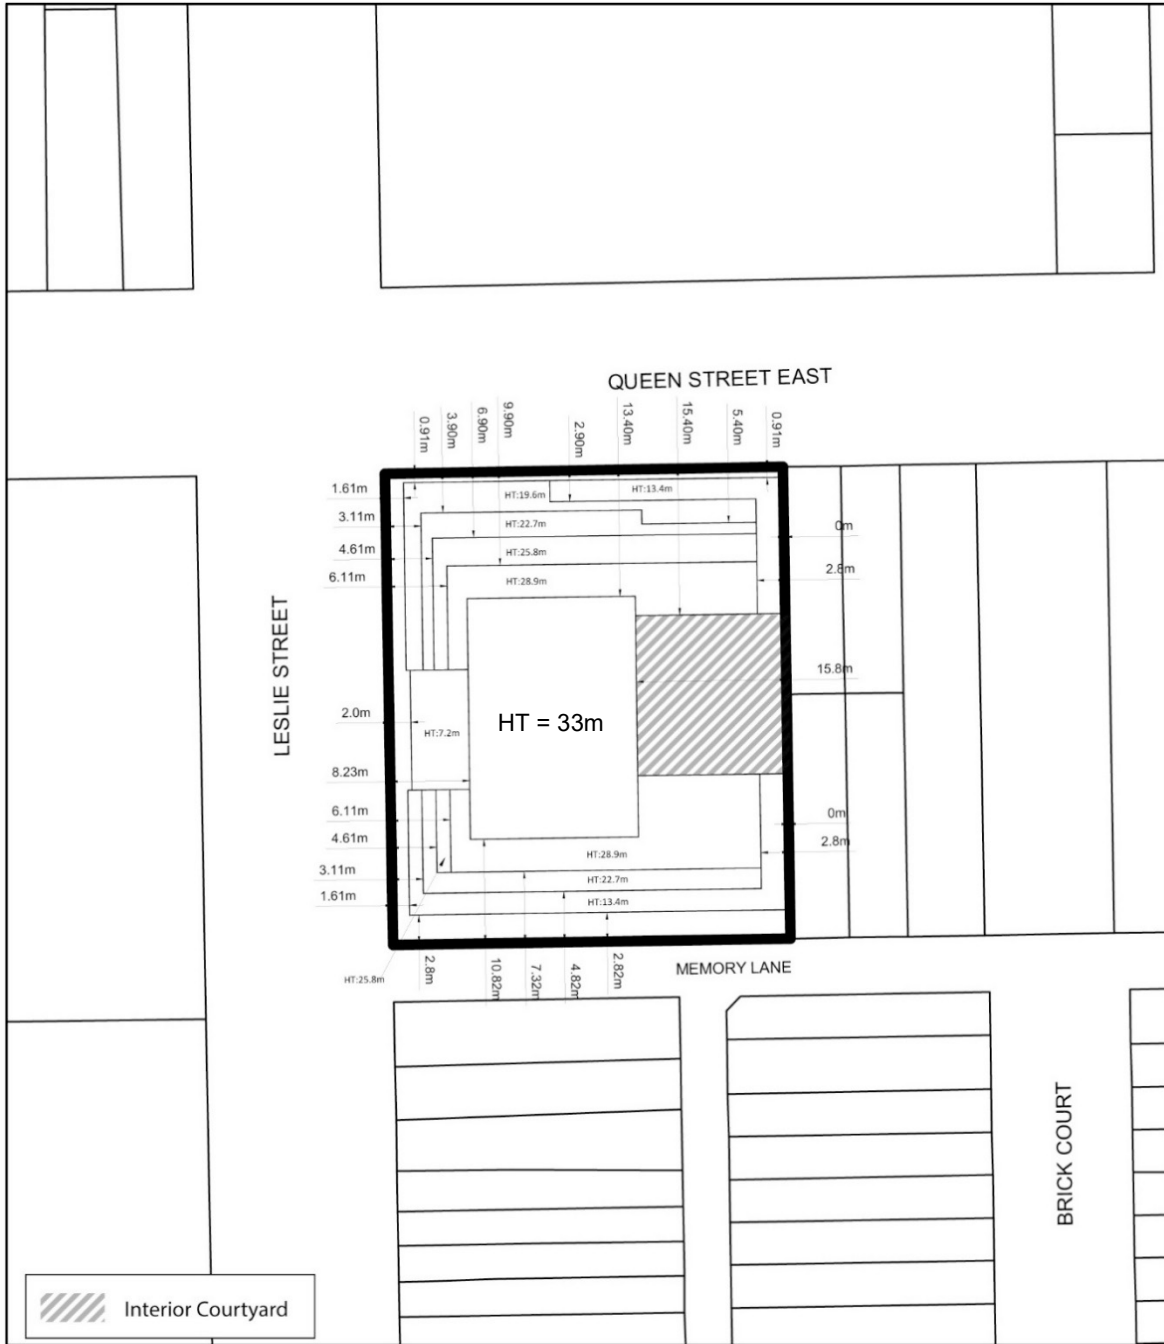 QUEEN STREET EAST
0.91m
3.90m
6.90m
9.90m
2.90m
13.40m
15.40m
5.40m
0.91m
1.61m
3.11m
4.61m
6.11m
HT:19.6m
HT:13.4m
HT:22.7m
HT:25.8m
HT:28.9m
0m
2.8m
LESLIE STREET
15.8m
2.0m
HT:7.2m
HT = 33m
8.23m
6.11m
4.61m
3.11m
1.61m
0m
2.8m
HT:28.9m
HT:22.7m
HT:13.4m
HT:25.8m
2.8m
10.82m
7.32m
4.82m
2.82m
MEMORY LANE
BRICK COURT
Interior Courtyard